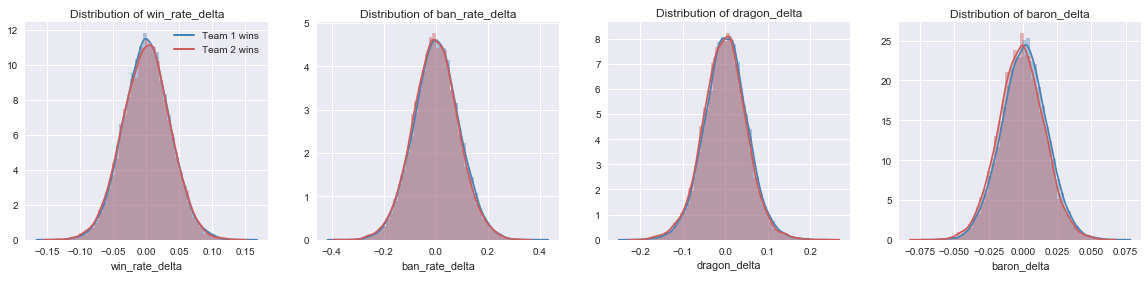 Distribution of win_rate_delta
12
10
8
6
4
2
0
Team 1 wins
Team 2 wins
−0.15 −0.10 −0.05 0.00 0.05 0.10 0.15
win_rate_delta
Distribution of ban_rate_delta
5
4
3
2
1
0
−0.4 −0.2 0.0 0.2 0.4
ban_rate_delta
Distribution of dragon_delta
8
7
6
5
4
3
2
1
0
−0.2 −0.1 0.0 0.1 0.2
dragon_delta
Distribution of baron_delta
25
20
15
10
5
0
−0.075 −0.050 −0.025 0.000 0.025 0.050 0.075
baron_delta